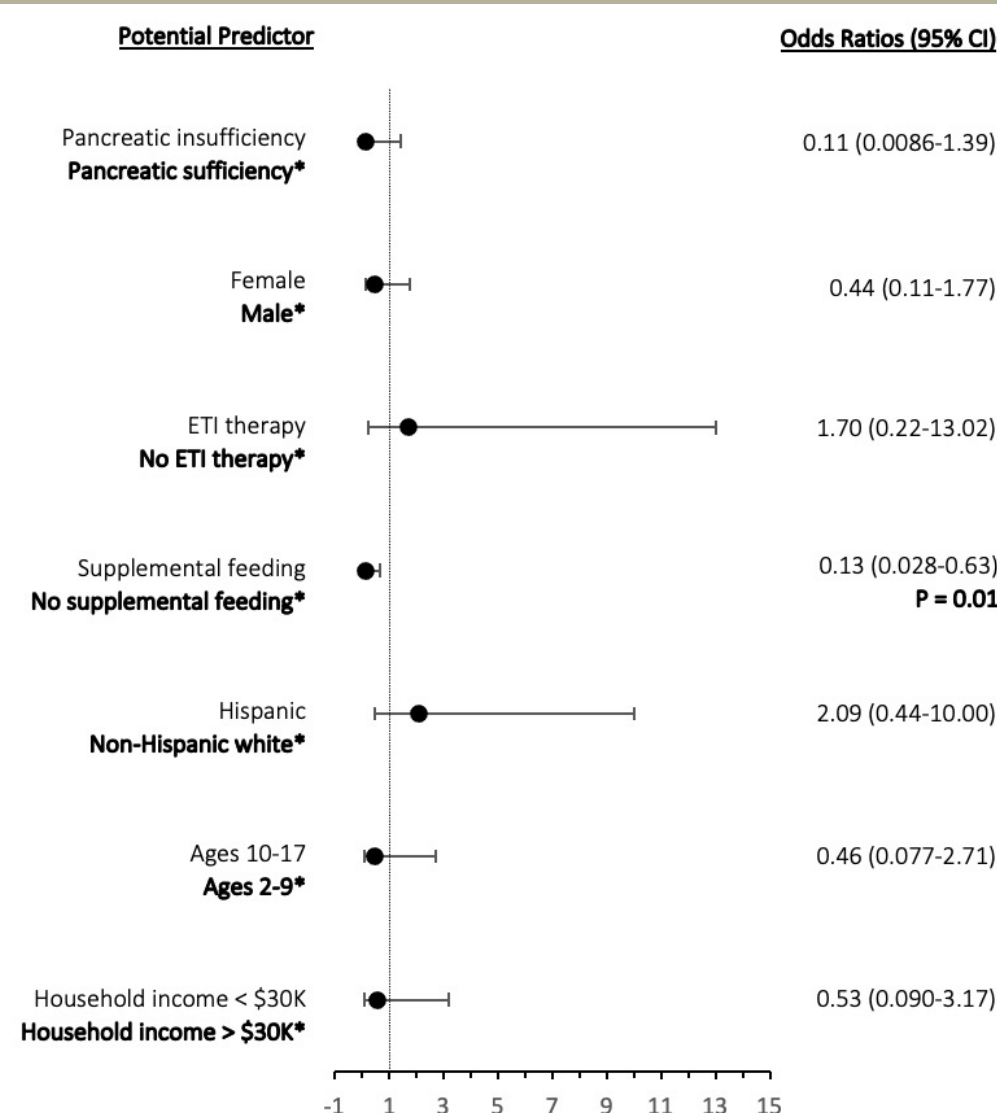 Potential Predictor Odds Ratios (95% CI)
Pancreatic insufficiency 0.11 (0.0086-1.39)
Pancreatic sufficiency*
Female 0.44 (0.11-1.77)
Male*
ETI therapy 1.70 (0.22-13.02)
No ETI therapy*
Supplemental feeding 0.13 (0.028-0.63)
No supplemental feeding* P = 0.01
Hispanic 2.09 (0.44-10.00)
Non-Hispanic white*
Ages 10-17 0.46 (0.077-2.71)
Ages 2-9*
Household income < $30K 0.53 (0.090-3.17)
Household income > $30K*
-1 1 3 5 7 9 11 13 15